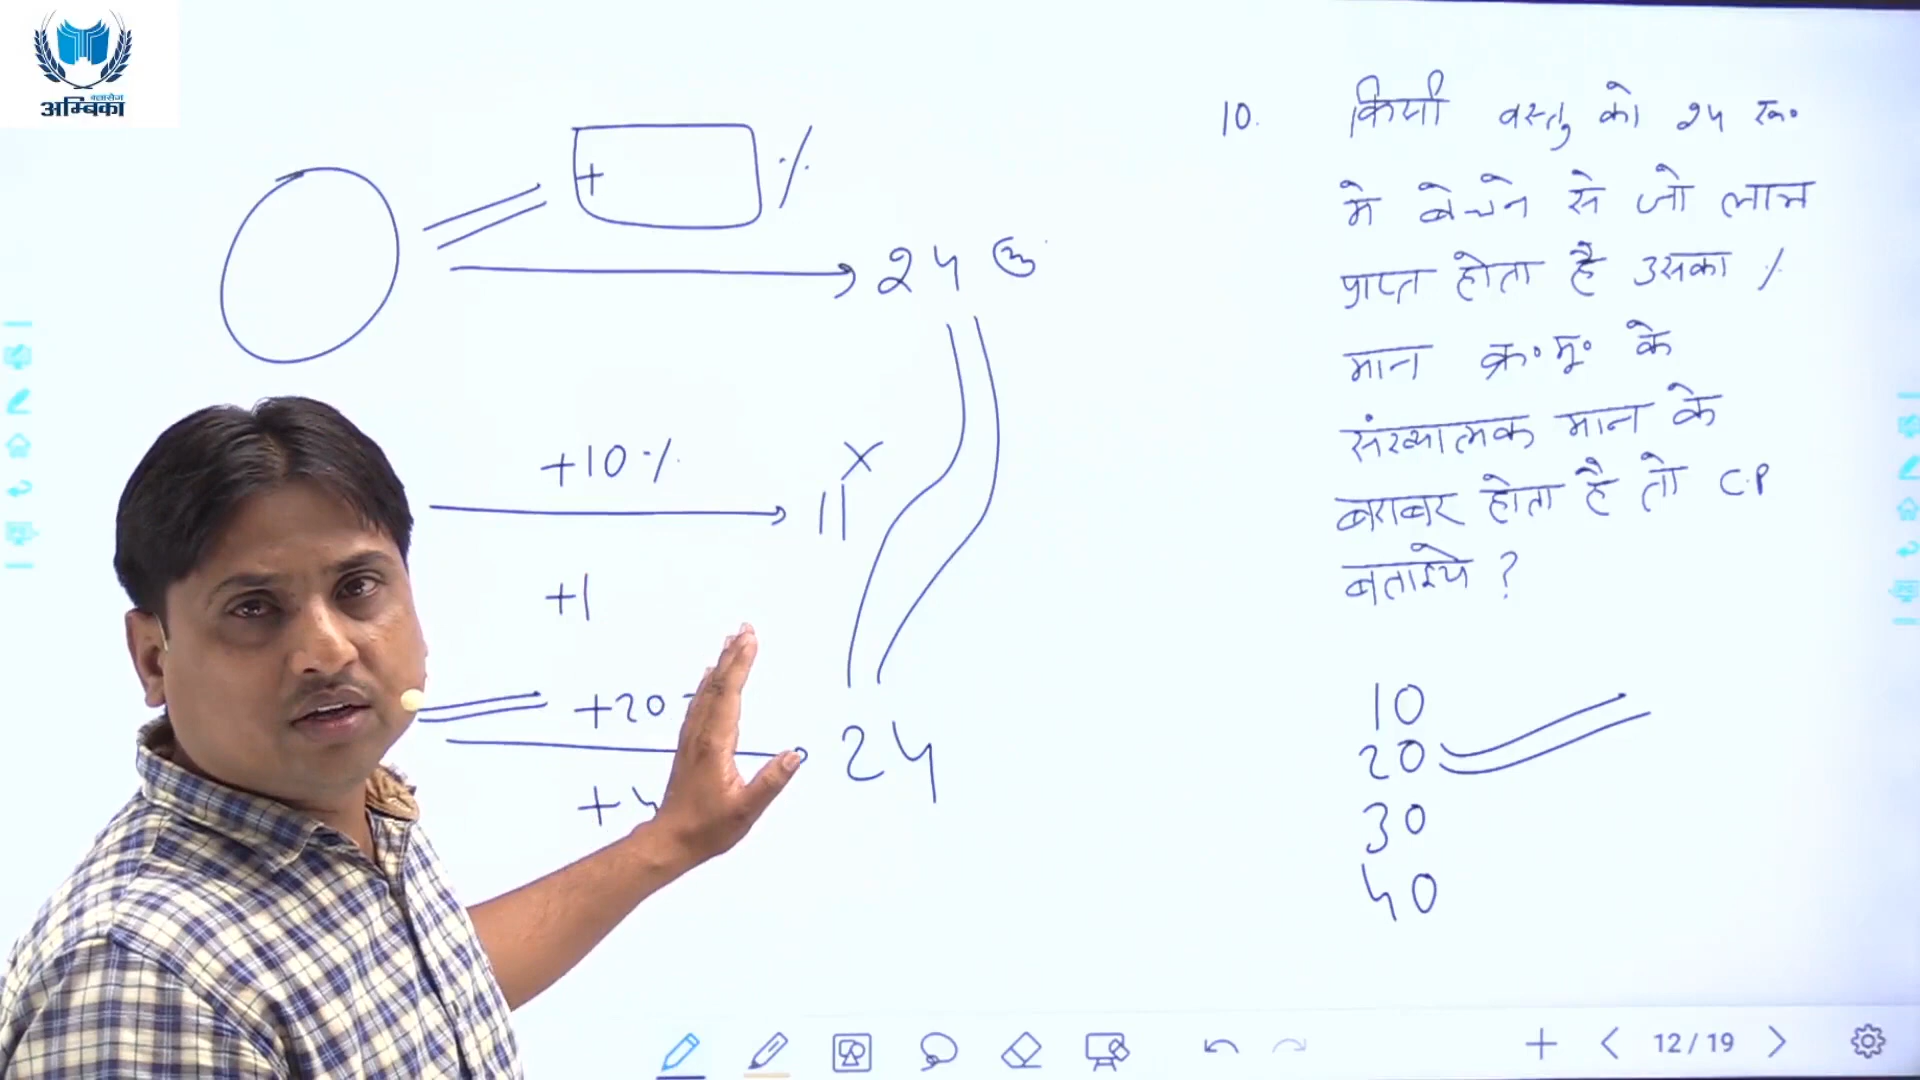 क्लासेज
अम्बिका
+ %
24 रु
+10%
11 X
+1
+20
24
+4
10. किसी वस्तु को 24 रू०
मे बेचने से जो लाभ
प्राप्त होता है उसका %
मान क्र०मू० के
संख्यात्मक मान के
बराबर होता है तो C.P
बताइये ?
10
20
30
40
12/19